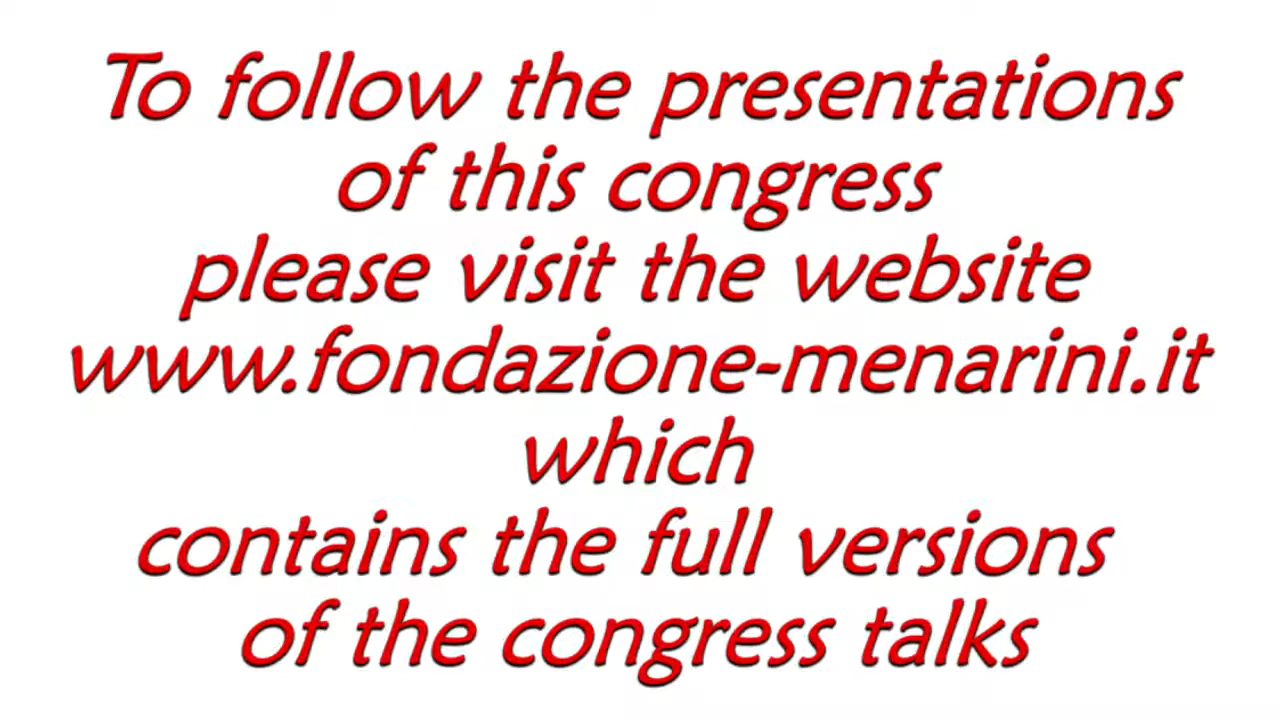 To follow the presentations
of this congress
please visit the website
www.fondazione-menarini.it
which
contains the full versions
of the congress talks